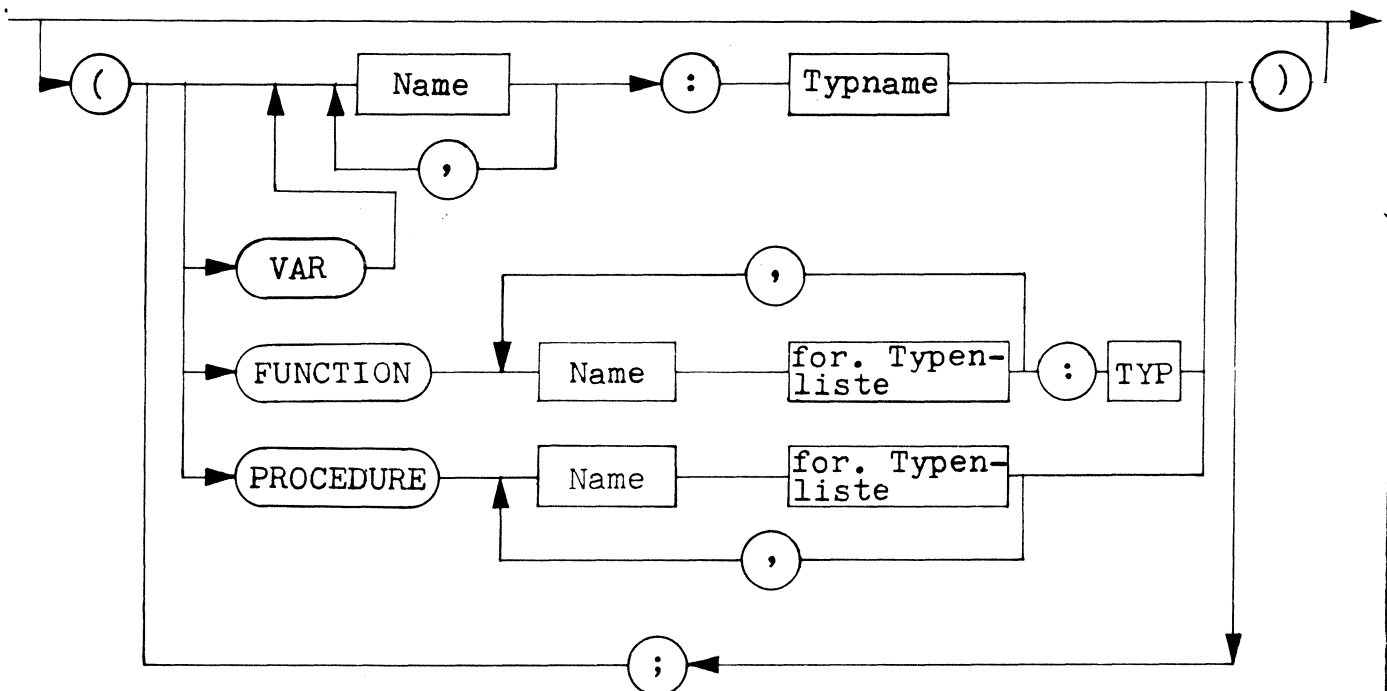 ( Name : Typname )
,
VAR
,
FUNCTION Name for. Typen-
liste : TYP
PROCEDURE Name for. Typen-
liste
,
;